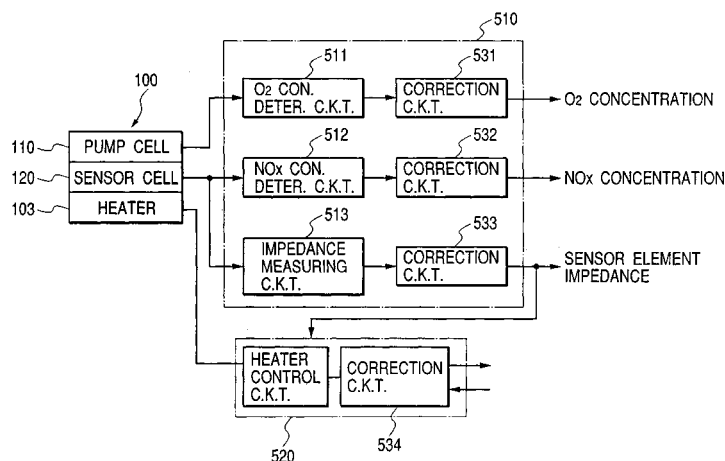 510
511
531
O2 CON.
DETER. C.K.T.
CORRECTION
C.K.T.
O2 CONCENTRATION
100
110
PUMP CELL
512
532
120
SENSOR CELL
NOX CON.
DETER. C.K.T.
CORRECTION
C.K.T.
NOX CONCENTRATION
103
HEATER
513
533
IMPEDANCE
MEASURING
C.K.T.
CORRECTION
C.K.T.
SENSOR ELEMENT
IMPEDANCE
HEATER
CONTROL
C.K.T.
CORRECTION
C.K.T.
520
534